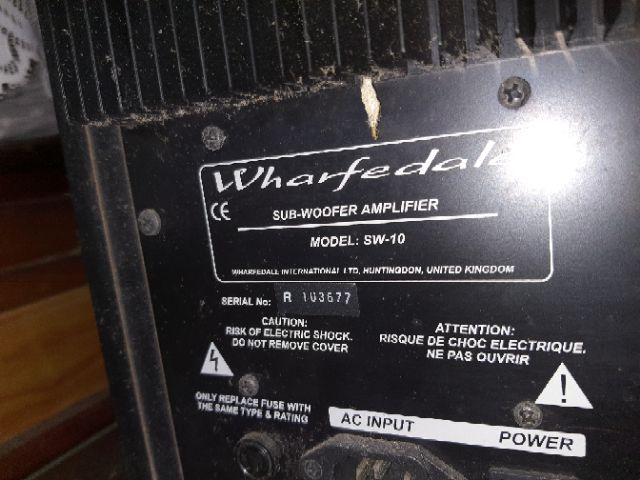 Wharfedale
CE
SUB-WOOFER AMPLIFIER
MODEL: SW-10
WHARFEDALE INTERNATIONAL LTD, HUNTINGDON, UNITED KINGDOM
SERIAL No: R 103677
CAUTION:
RISK OF ELECTRIC SHOCK.
DO NOT REMOVE COVER
ATTENTION:
RISQUE DE CHOC ELECTRIQUE.
NE PAS OUVRIR
ONLY REPLACE FUSE WITH
THE SAME TYPE & RATING
AC INPUT
POWER